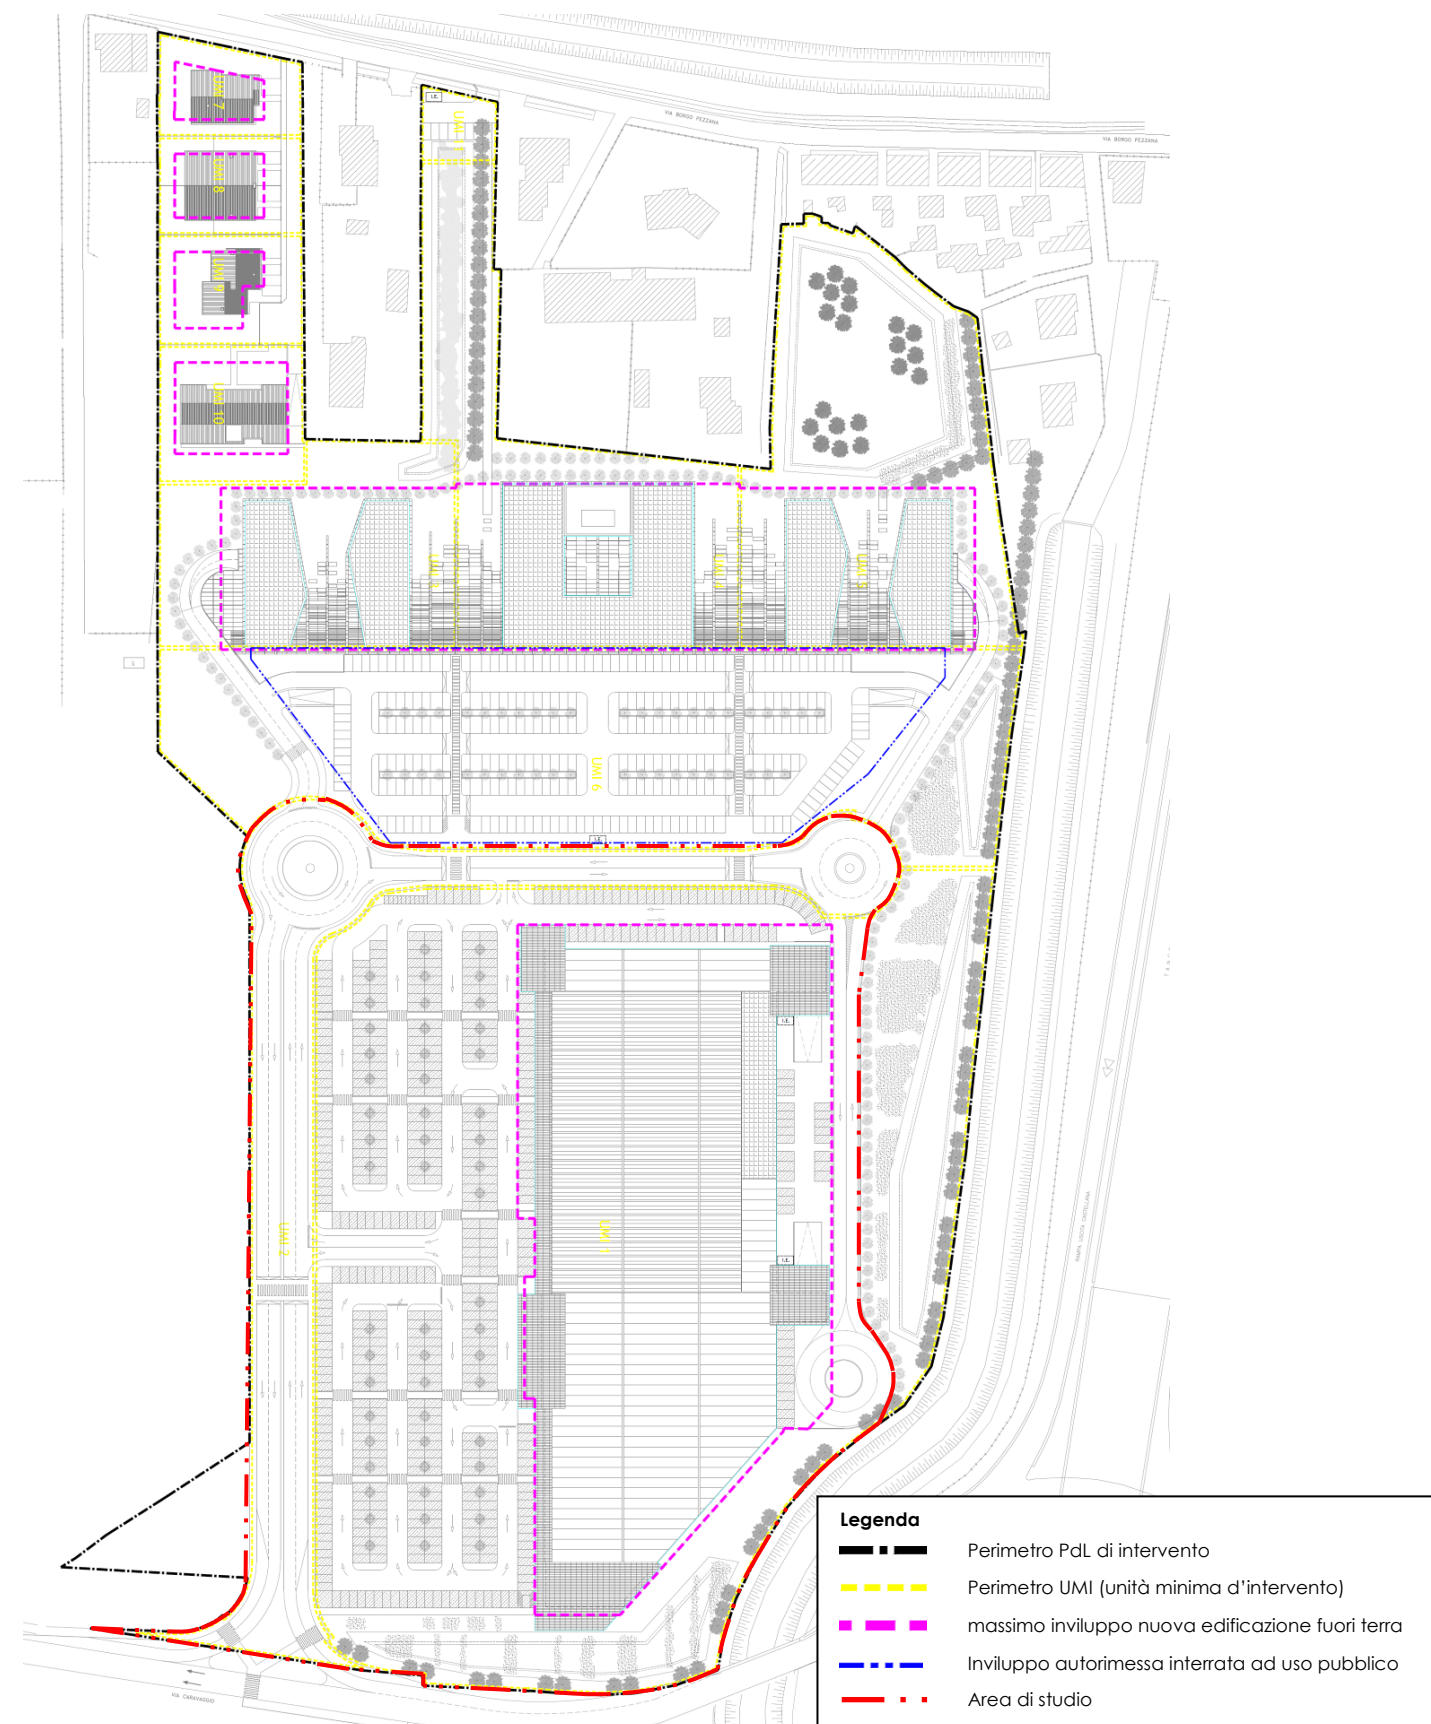 UMI 7
I.E.
UMI 11
VIA BORGO PEZZANA
VIA BORGO PEZZANA
UMI 8
UMI 9
UMI 10
UMI 6
I.E.
I.E.
UMI 2
UMI 1
I.E.
VIA CARAVAGGIO
Legenda
Perimetro PdL di intervento
Perimetro UMI (unità minima d'intervento)
massimo inviluppo nuova edificazione fuori terra
Inviluppo autorimessa interrata ad uso pubblico
Area di studio